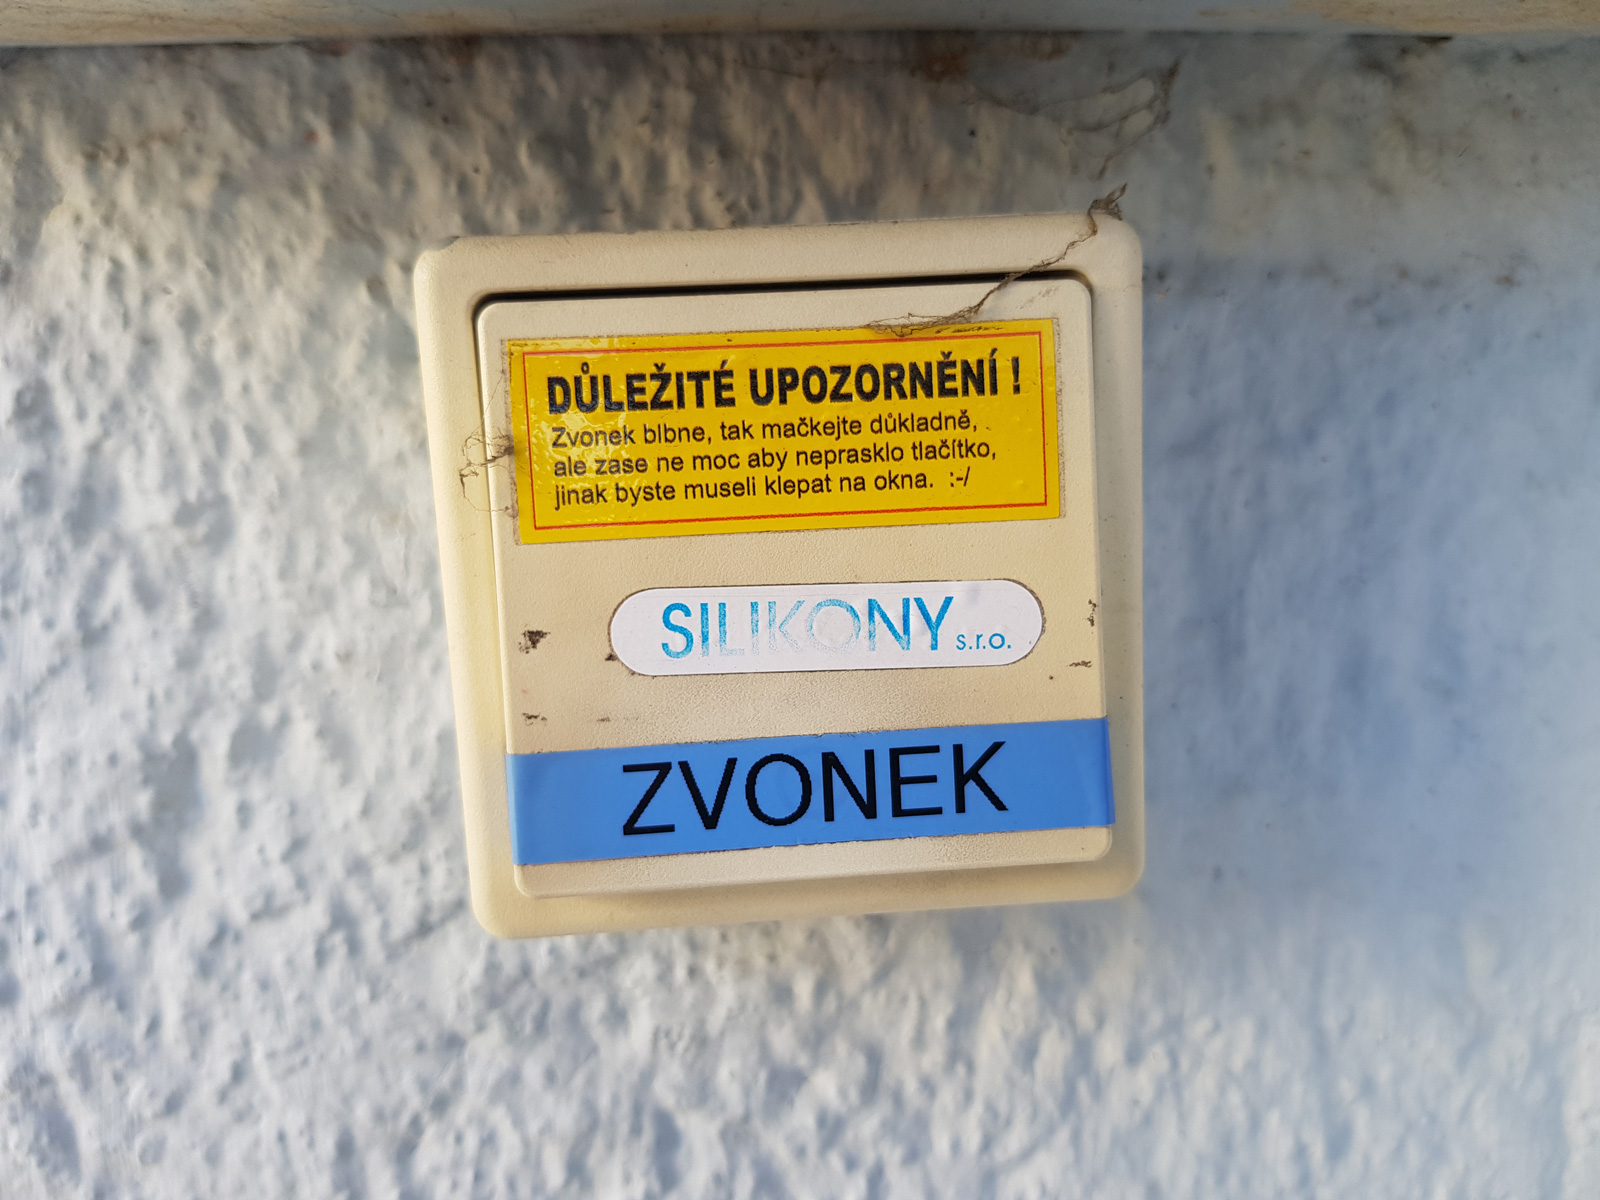 DŮLEŽITÉ UPOZORNĚNÍ !
Zvonek blbne, tak mačkejte důkladně,
ale zase ne moc aby neprasklo tlačítko,
jinak byste museli klepat na okna. :-/
SILIKONY s.r.o.
ZVONEK